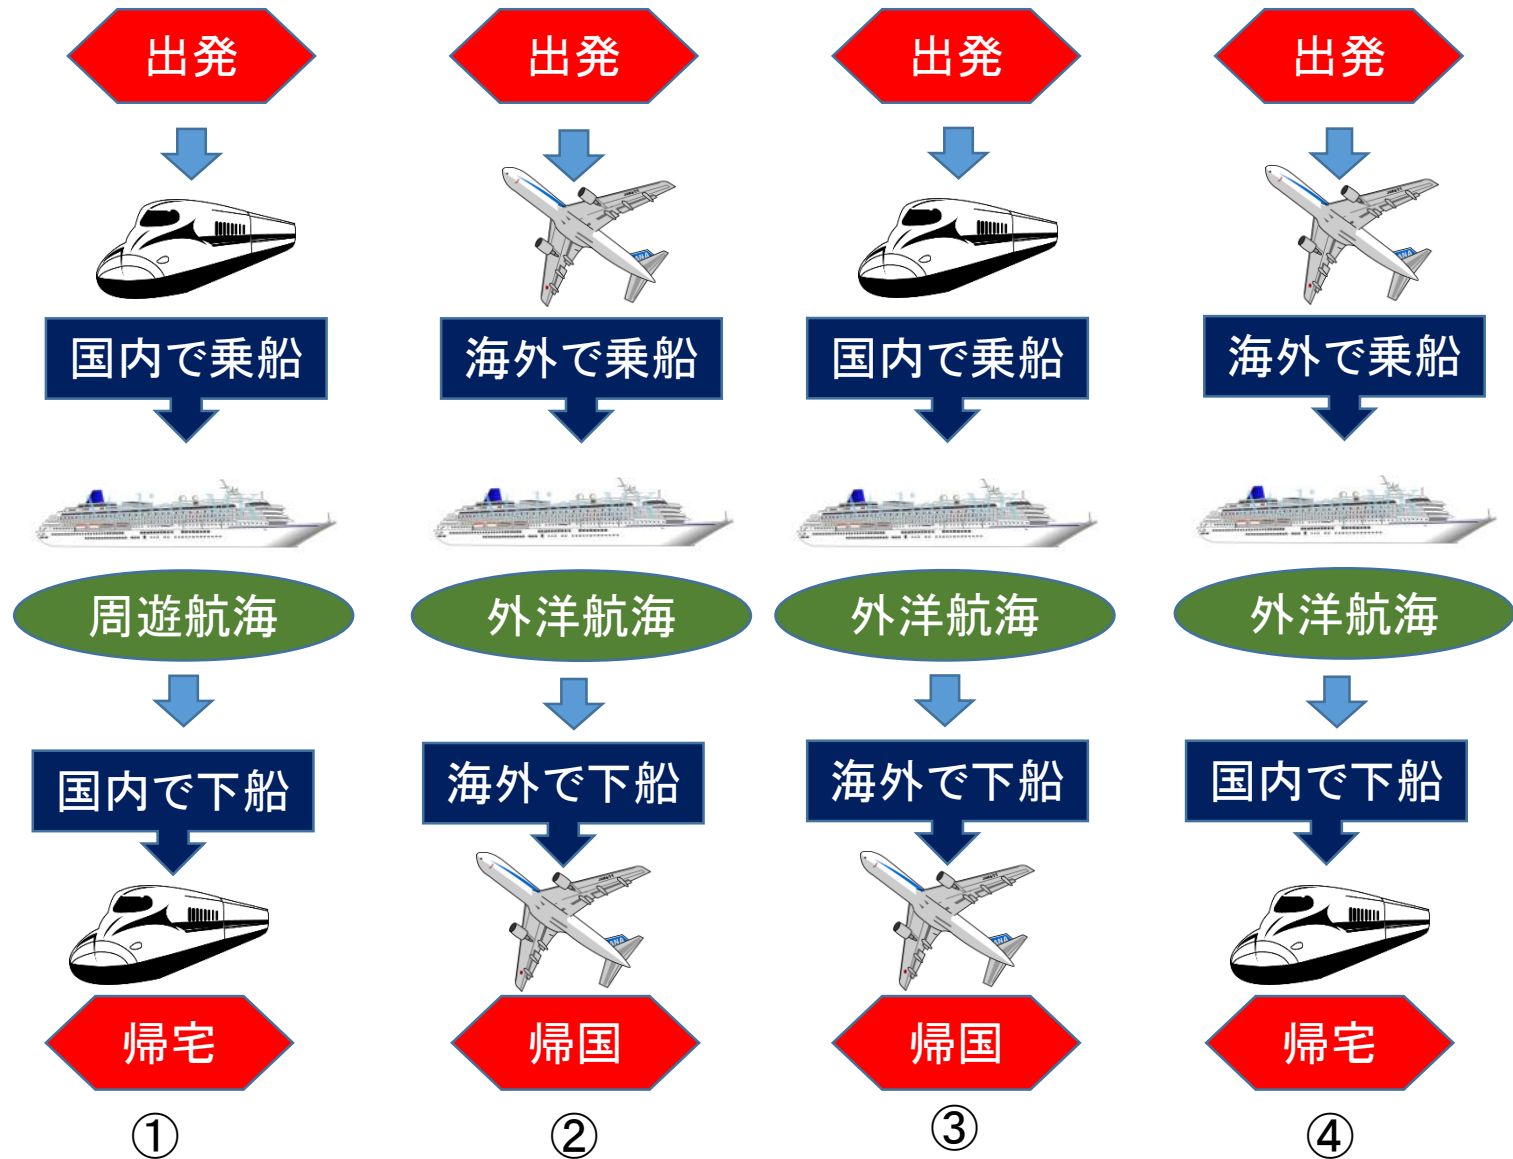 出発
国内で乗船
周遊航海
国内で下船
帰宅
①
出発
海外で乗船
外洋航海
海外で下船
帰国
②
出発
国内で乗船
外洋航海
海外で下船
帰国
③
出発
海外で乗船
外洋航海
国内で下船
帰宅
④